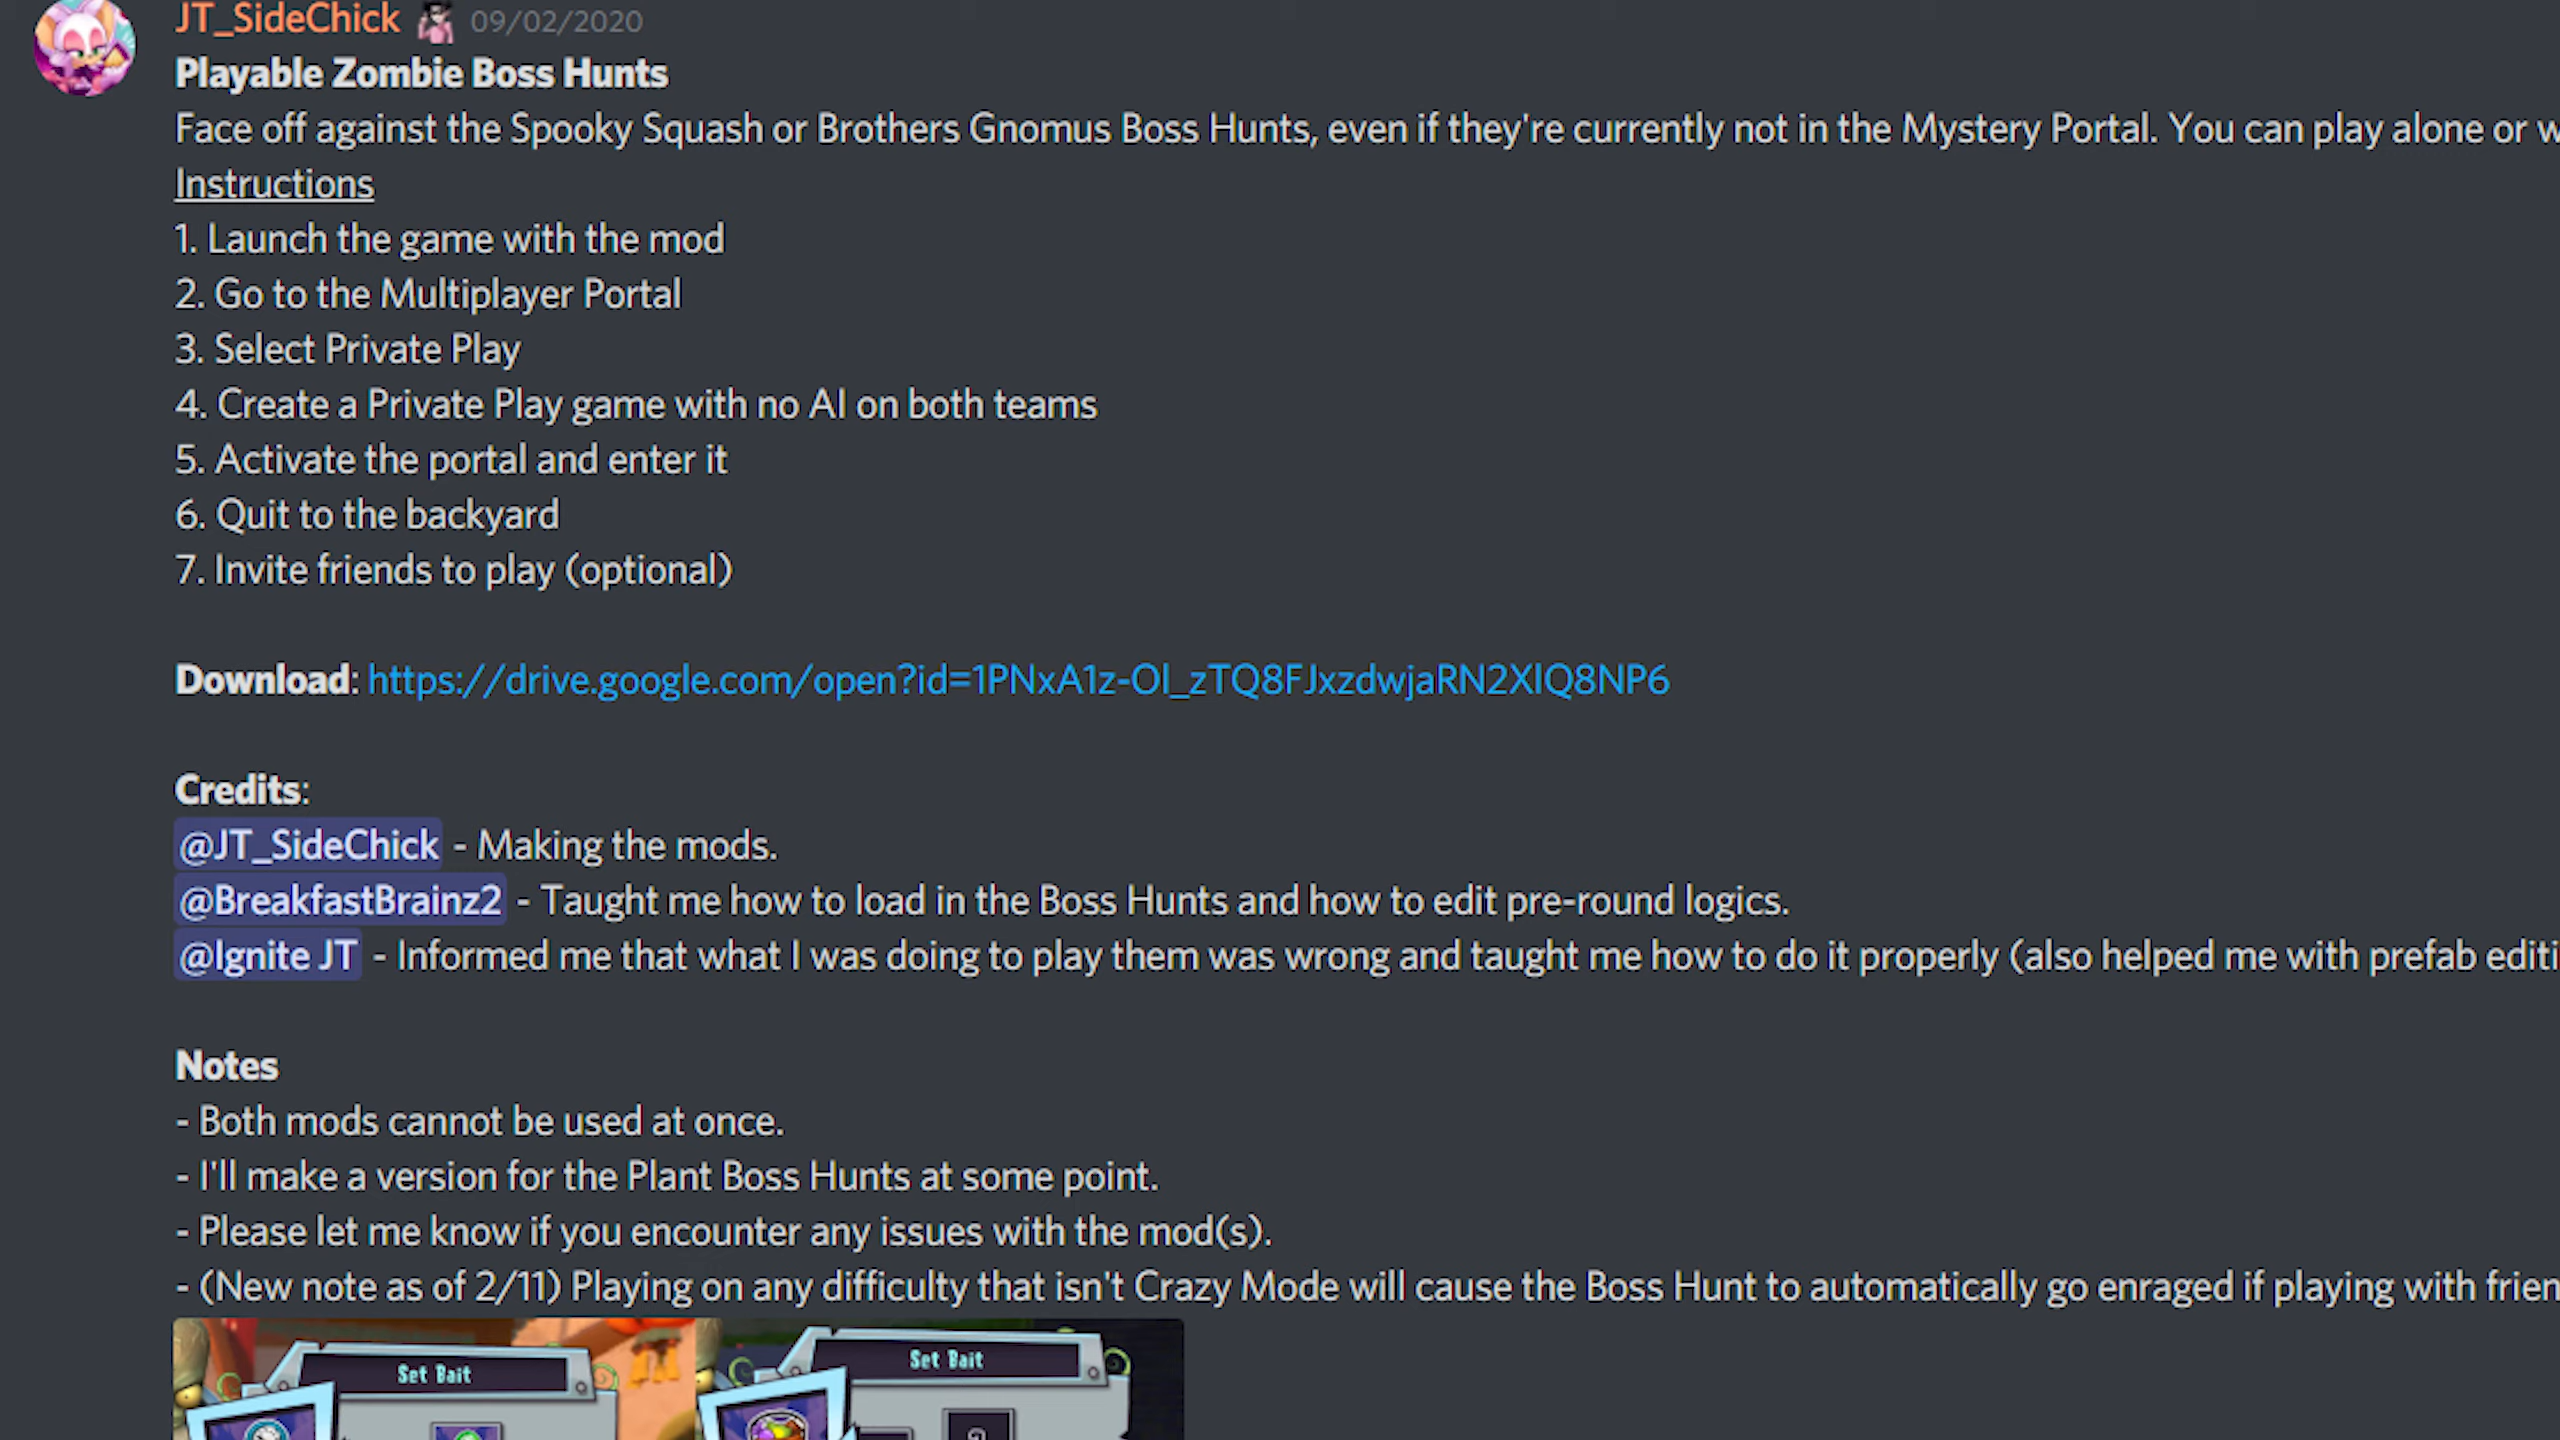 JT_SideChick 09/02/2020
Playable Zombie Boss Hunts
Face off against the Spooky Squash or Brothers Gnomus Boss Hunts, even if they're currently not in the Mystery Portal. You can play alone or w
Instructions
1. Launch the game with the mod
2. Go to the Multiplayer Portal
3. Select Private Play
4. Create a Private Play game with no AI on both teams
5. Activate the portal and enter it
6. Quit to the backyard
7. Invite friends to play (optional)
Download: https://drive.google.com/open?id=1PNxA1z-Ol_zTQ8FJxzdwjaRN2XIQ8NP6
Credits:
@JT_SideChick - Making the mods.
@BreakfastBrainz2 - Taught me how to load in the Boss Hunts and how to edit pre-round logics.
@Ignite JT - Informed me that what I was doing to play them was wrong and taught me how to do it properly (also helped me with prefab editi
Notes
- Both mods cannot be used at once.
- I'll make a version for the Plant Boss Hunts at some point.
- Please let me know if you encounter any issues with the mod(s).
- (New note as of 2/11) Playing on any difficulty that isn't Crazy Mode will cause the Boss Hunt to automatically go enraged if playing with frien
Set Bait
Set Bait